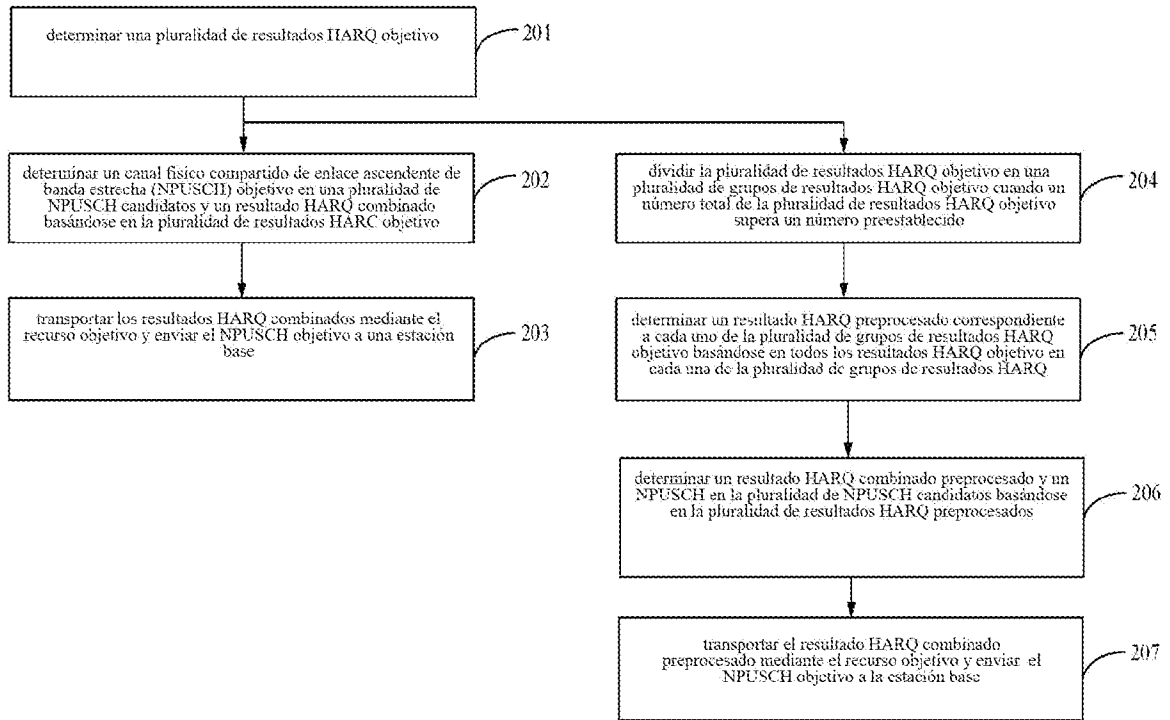 determinar una pluralidad de resultados HARQ objetivo
201
determinar un canal físico compartido de enlace ascendente de
banda estrecha (NPUSCH) objetivo en una pluralidad de
NPUSCH candidatos y un resultado HARQ combinado
basándose en la pluralidad de resultados HARC objetivo
202
transportar los resultados HARQ combinados mediante el
recurso objetivo y enviar el NPUSCH objetivo a una estación
base
203
dividir la pluralidad de resultados HARQ objetivo en una
pluralidad de grupos de resultados HARQ objetivo cuando un
número total de la pluralidad de resultados HARQ objetivo
supera un número preestablecido
204
determinar un resultado HARQ preprocesado correspondiente
a cada uno de la pluralidad de grupos de resultados HARQ
objetivo basándose en todos los resultados HARQ objetivo en
cada una de la pluralidad de grupos de resultados HARQ
205
determinar un resultado HARQ combinado preprocesado y un
NPUSCH en la pluralidad de NPUSCH candidatos basándose
en la pluralidad de resultados HARQ preprocesados
206
transportar el resultado HARQ combinado
preprocesado mediante el recurso objetivo y enviar el
NPUSCH objetivo a la estación base
207